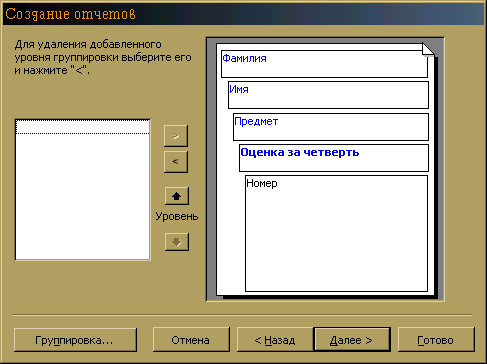 Создание отчетов
Для удаления добавленного
уровня группировки выберите его
и нажмите "<".
>
<
Уровень
Фамилия
Имя
Предмет
Оценка за четверть
Номер
Группировка...
Отмена
< Назад
Далее >
Готово